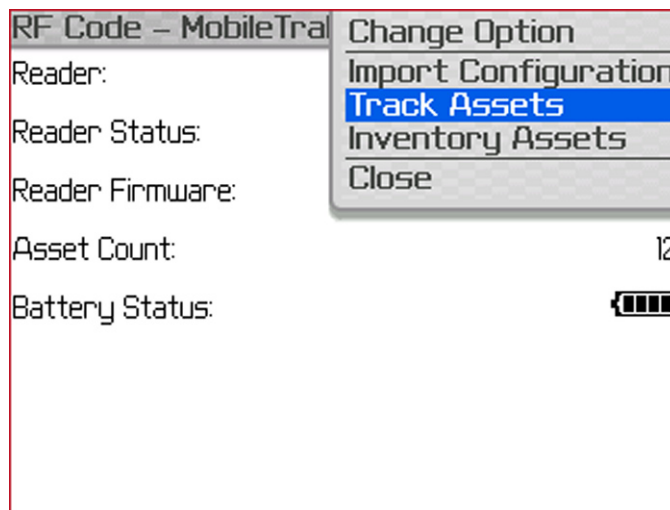 RF Code – MobileTra
Change Option
Import Configuration
Track Assets
Inventory Assets
Close
Reader:
Reader Status:
Reader Firmware:
Asset Count: 12
Battery Status: